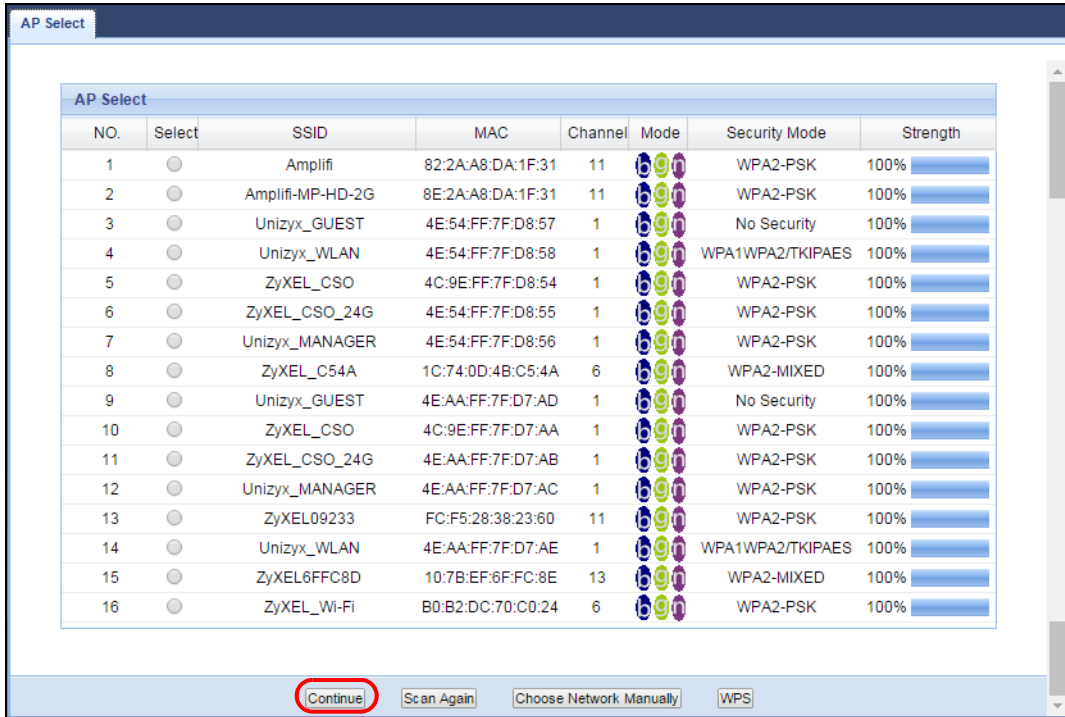 AP Select
AP Select
NO. Select SSID MAC Channel Mode Security Mode Strength
1 Amplifi 82:2A:A8:DA:1F:31 11 b g n WPA2-PSK 100%
2 Amplifi-MP-HD-2G 8E:2A:A8:DA:1F:31 11 b g n WPA2-PSK 100%
3 Unizyx_GUEST 4E:54:FF:7F:D8:57 1 b g n No Security 100%
4 Unizyx_WLAN 4E:54:FF:7F:D8:58 1 b g n WPA1WPA2/TKIPAES 100%
5 ZyXEL_CSO 4C:9E:FF:7F:D8:54 1 b g n WPA2-PSK 100%
6 ZyXEL_CSO_24G 4E:54:FF:7F:D8:55 1 b g n WPA2-PSK 100%
7 Unizyx_MANAGER 4E:54:FF:7F:D8:56 1 b g n WPA2-PSK 100%
8 ZyXEL_C54A 1C:74:0D:4B:C5:4A 6 b g n WPA2-MIXED 100%
9 Unizyx_GUEST 4E:AA:FF:7F:D7:AD 1 b g n No Security 100%
10 ZyXEL_CSO 4C:9E:FF:7F:D7:AA 1 b g n WPA2-PSK 100%
11 ZyXEL_CSO_24G 4E:AA:FF:7F:D7:AB 1 b g n WPA2-PSK 100%
12 Unizyx_MANAGER 4E:AA:FF:7F:D7:AC 1 b g n WPA2-PSK 100%
13 ZyXEL09233 FC:F5:28:38:23:60 11 b g n WPA2-PSK 100%
14 Unizyx_WLAN 4E:AA:FF:7F:D7:AE 1 b g n WPA1WPA2/TKIPAES 100%
15 ZyXEL6FFC8D 10:7B:EF:6F:FC:8E 13 b g n WPA2-MIXED 100%
16 ZyXEL_Wi-Fi B0:B2:DC:70:C0:24 6 b g n WPA2-PSK 100%
Continue Scan Again Choose Network Manually WPS